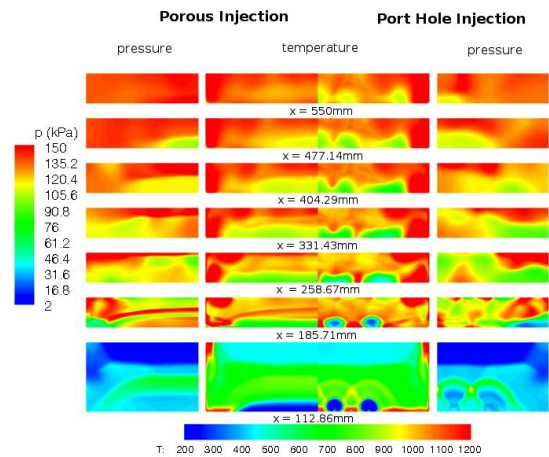 Porous Injection Port Hole Injection
pressure temperature pressure
x = 550mm
p (kPa)
150
135.2
120.4
105.6
90.8
76
61.2
46.4
31.6
16.8
2
x = 477.14mm
x = 404.29mm
x = 331.43mm
x = 258.67mm
x = 185.71mm
x = 112.86mm
T: 200 300 400 500 600 700 800 900 1000 1100 1200